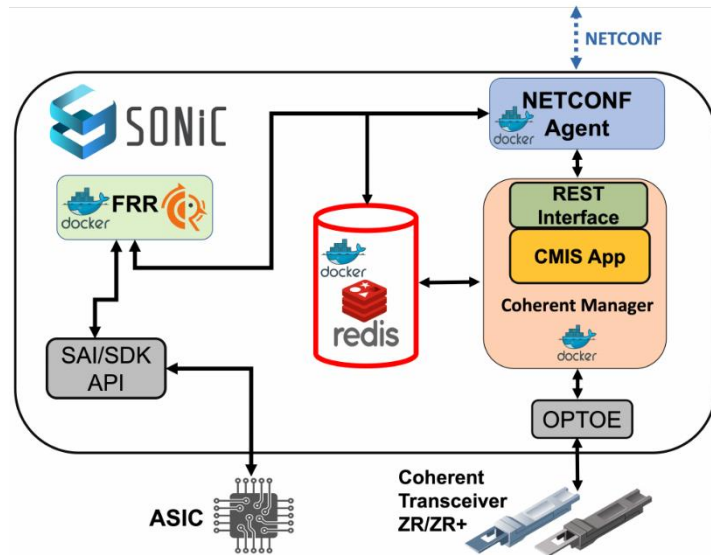 NETCONF
SONiC
NETCONF
Agent
docker
docker
FRR
REST
Interface
CMIS App
docker
redis
Coherent Manager
docker
SAI/SDK
API
OPTOE
ASIC
Coherent
Transceiver
ZR/ZR+